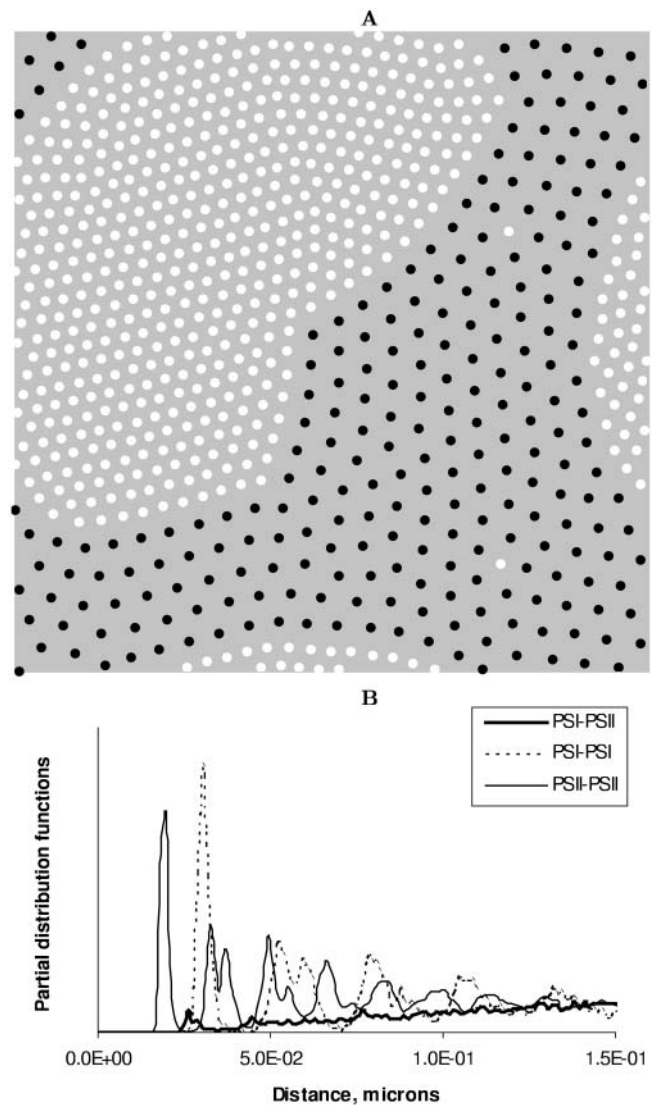 A
B
PSI-PSII
PSI-PSI
PSII-PSII
Partial distribution functions
0.0E+00 5.0E-02 1.0E-01 1.5E-01
Distance, microns